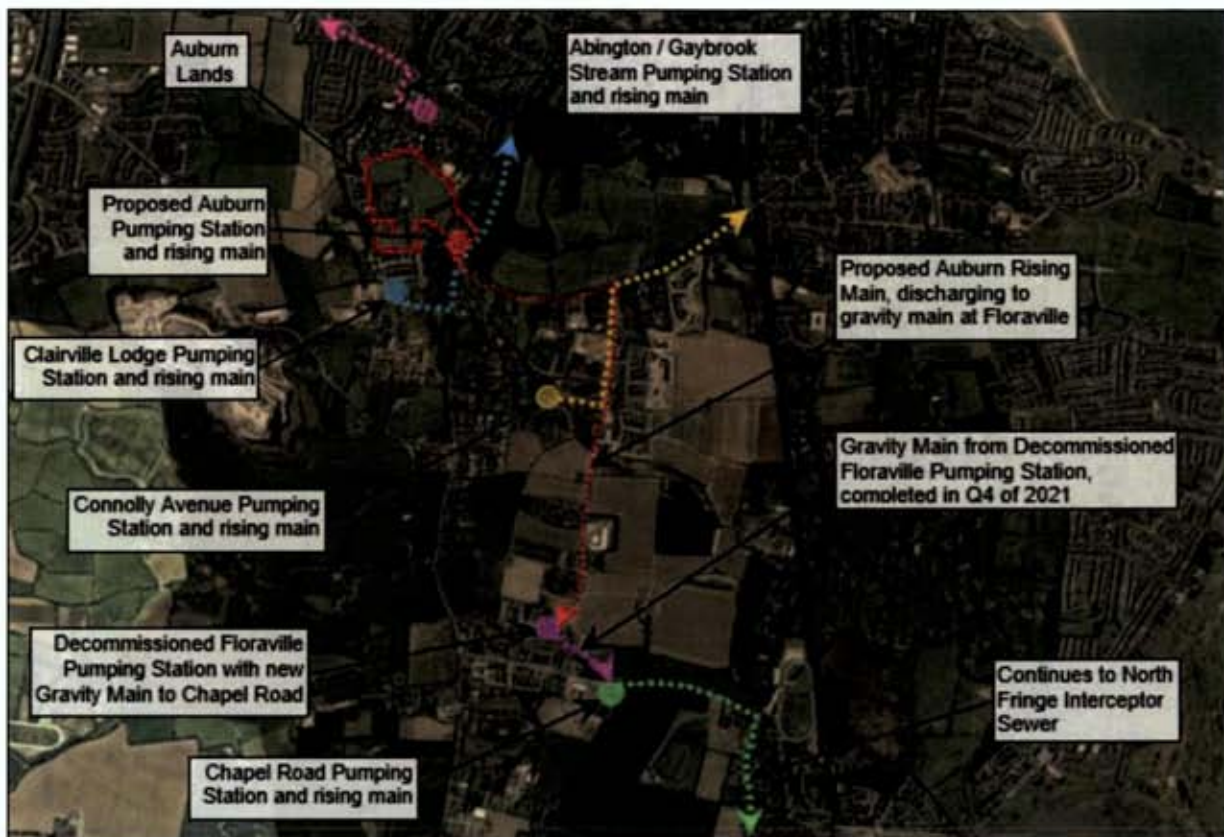 Auburn
Lands
Abington / Gaybrook
Stream Pumping Station
and rising main
Proposed Auburn
Pumping Station
and rising main
Proposed Auburn Rising
Main, discharging to
gravity main at Floraville
Clairville Lodge Pumping
Station and rising main
Gravity Main from Decommissioned
Floraville Pumping Station,
completed in Q4 of 2021
Connolly Avenue Pumping
Station and rising main
Decommissioned Floraville
Pumping Station with new
Gravity Main to Chapel Road
Continues to North
Fringe Interceptor
Sewer
Chapel Road Pumping
Station and rising main